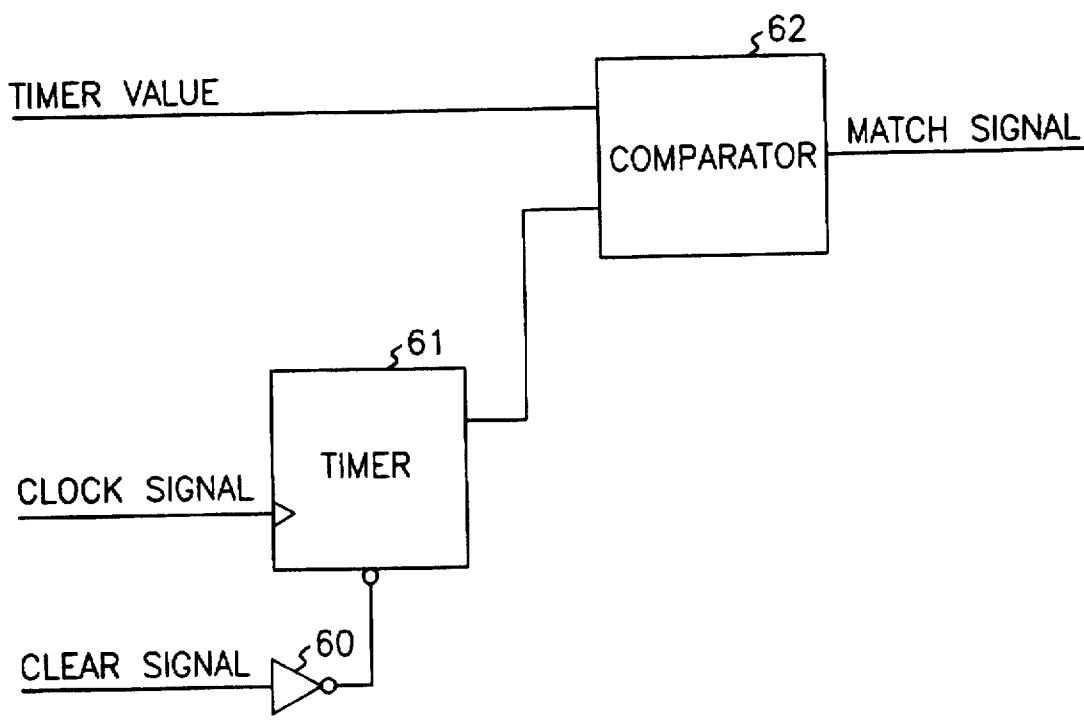 62
TIMER VALUE
COMPARATOR
MATCH SIGNAL
61
TIMER
CLOCK SIGNAL
60
CLEAR SIGNAL